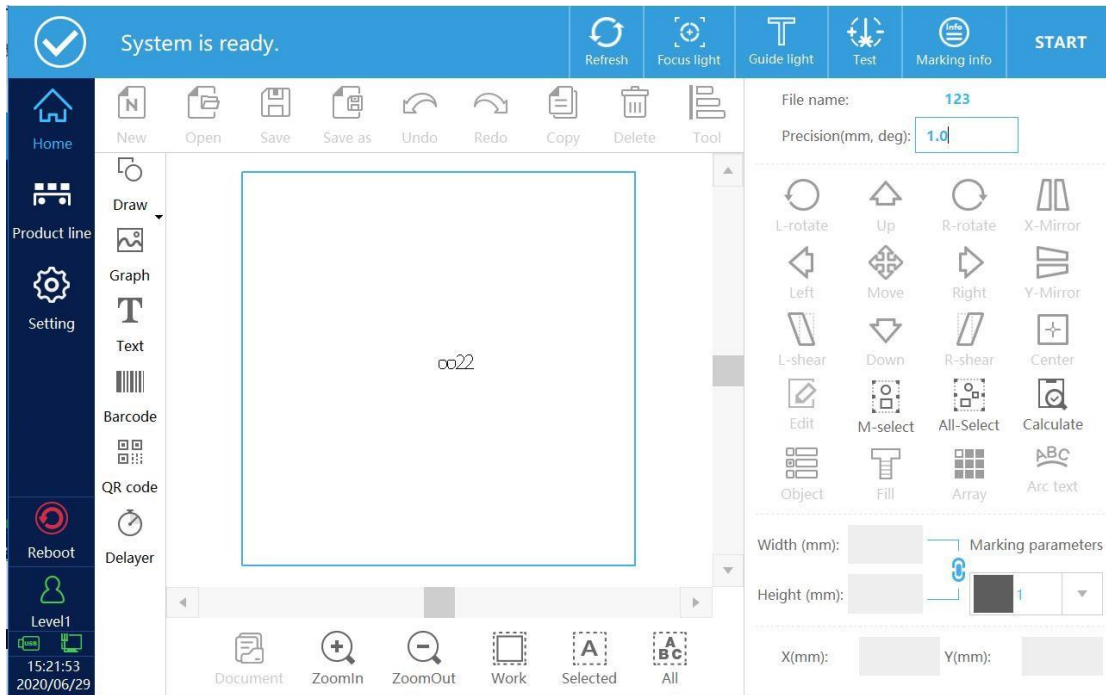 System is ready.
Refresh
Focus light
Guide light
Test
Info
Marking info
START
Home
Product line
Setting
Reboot
Level1
USB
15:21:53
2020/06/29
N
New
Open
Save
Save as
Undo
Redo
Copy
Delete
Tool
Draw
Graph
T
Text
Barcode
QR code
Delayer
∞22
Document
ZoomIn
ZoomOut
Work
A
Selected
A
BC
All
File name: 123
Precision(mm, deg): 1.0
L-rotate Up R-rotate X-Mirror
Left Move Right Y-Mirror
L-shear Down R-shear Center
Edit M-select All-Select Calculate
ABC
Object Fill Array Arc text
Width (mm): Marking parameters
Height (mm): 1
X(mm): Y(mm):